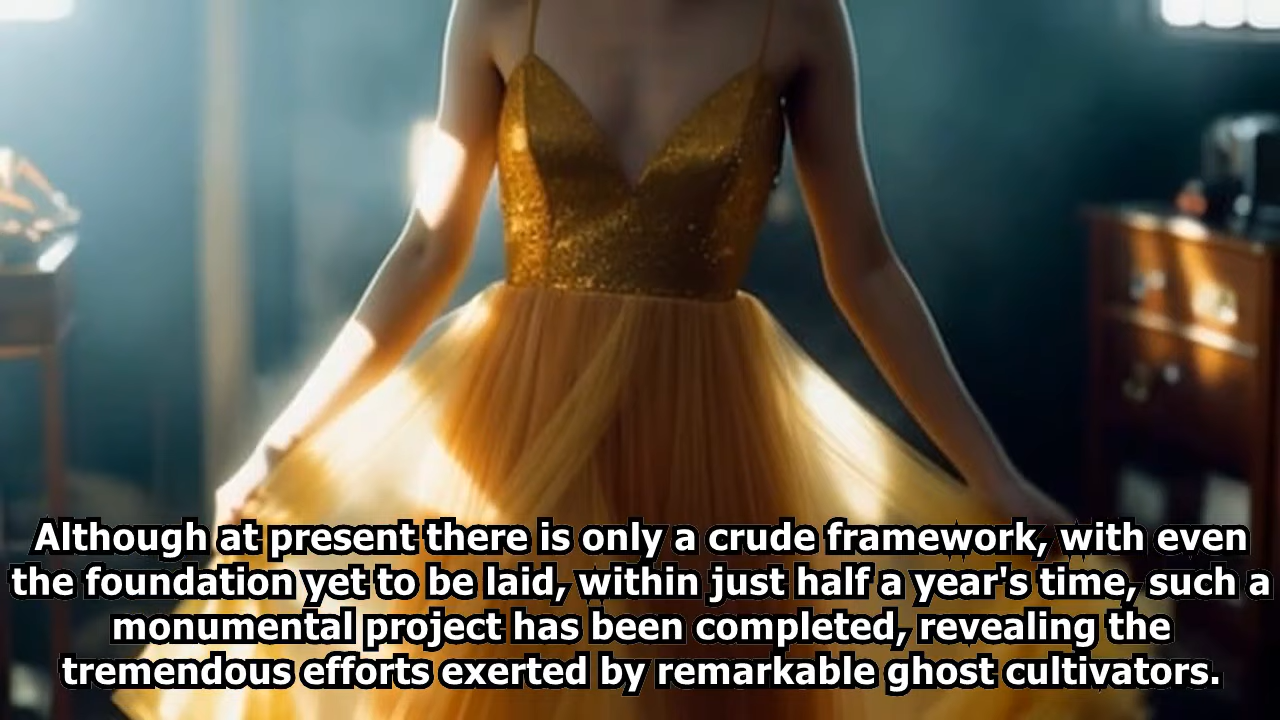 Although at present there is only a crude framework, with even
the foundation yet to be laid, within just half a year's time, such a
monumental project has been completed, revealing the
tremendous efforts exerted by remarkable ghost cultivators.